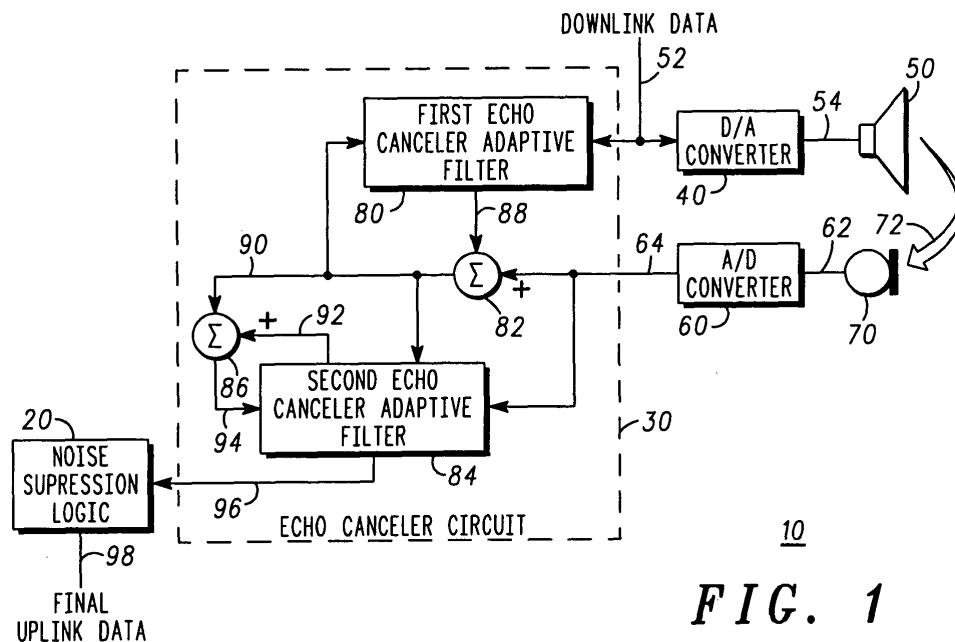 DOWNLINK DATA
52
50
FIRST ECHO
CANCELER ADAPTIVE
FILTER
D/A
CONVERTER
54
80
88
40
72
90
64
A/D
CONVERTER
62
Σ
+
82
60
70
Σ
+
92
86
SECOND ECHO
CANCELER ADAPTIVE
FILTER
94
30
20
NOISE
SUPRESSION
LOGIC
84
96
ECHO CANCELER CIRCUIT
98
10
FINAL
UPLINK DATA
FIG. 1